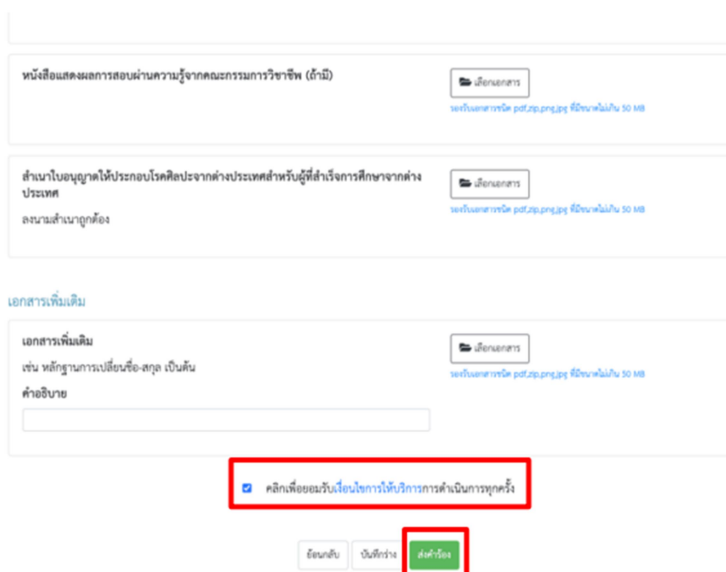 หนังสือแสดงผลการสอบผ่านความรู้จากคณะกรรมการวิชาชีพ (ถ้ามี)
เลือกเอกสาร
รองรับเอกสารชนิด pdf,zip,png,jpg ที่มีขนาดไม่เกิน 50 MB
สำเนาใบอนุญาตให้ประกอบโรคศิลปะจากต่างประเทศสำหรับผู้ที่สำเร็จการศึกษาจากต่าง
ประเทศ
ลงนามสำเนาถูกต้อง
เลือกเอกสาร
รองรับเอกสารชนิด pdf,zip,png,jpg ที่มีขนาดไม่เกิน 50 MB
เอกสารเพิ่มเติม
เอกสารเพิ่มเติม
เช่น หลักฐานการเปลี่ยนชื่อ-สกุล เป็นต้น
คำอธิบาย
เลือกเอกสาร
รองรับเอกสารชนิด pdf,zip,png,jpg ที่มีขนาดไม่เกิน 50 MB
คลิกเพื่อยอมรับเงื่อนไขการให้บริการการดำเนินการทุกครั้ง
ย้อนกลับ
บันทึกร่าง
ส่งคำร้อง